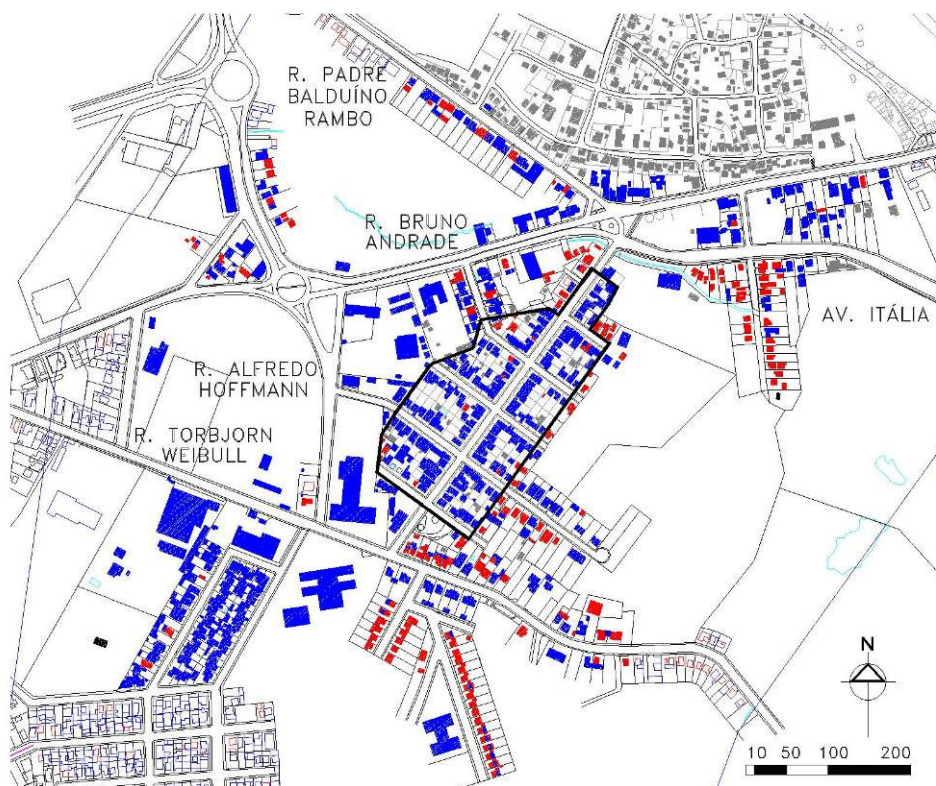 R. PADRE
BALDUÍNO
RAMBO
R. BRUNO
ANDRADE
AV. ITÁLIA
R. ALFREDO
HOFFMANN
R. TORBJORN
WEIBULL
N
10 50 100 200